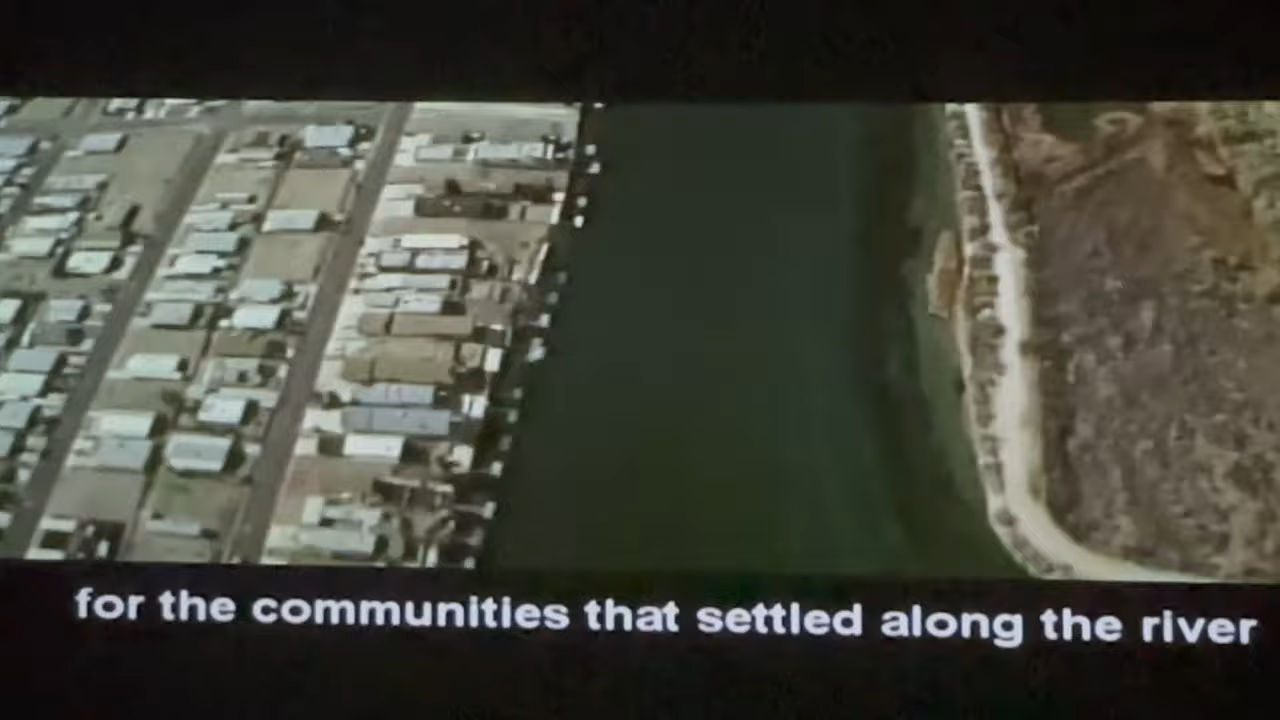 for the communities that settled along the river